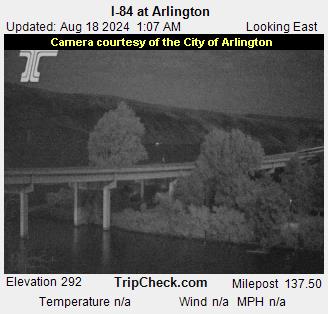 I-84 at Arlington
Updated: Aug 18 2024 1:07 AM Looking East
Camera courtesy of the City of Arlington
Elevation 292 TripCheck.com Milepost 137.50
Temperature n/a Wind n/a MPH n/a